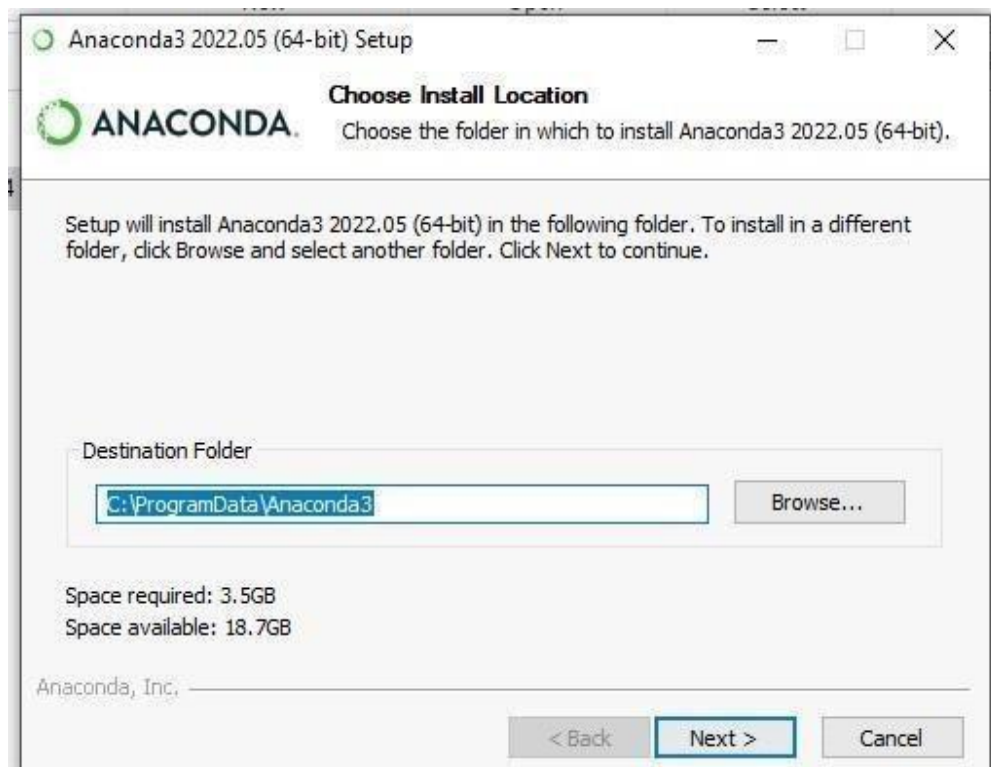 Anaconda3 2022.05 (64-bit) Setup
ANACONDA.
Choose Install Location
Choose the folder in which to install Anaconda3 2022.05 (64-bit).
4
Setup will install Anaconda3 2022.05 (64-bit) in the following folder. To install in a different
folder, click Browse and select another folder. Click Next to continue.
Destination Folder
C:\ProgramData\Anaconda3
Browse...
Space required: 3.5GB
Space available: 18.7GB
Anaconda, Inc.
< Back
Next >
Cancel